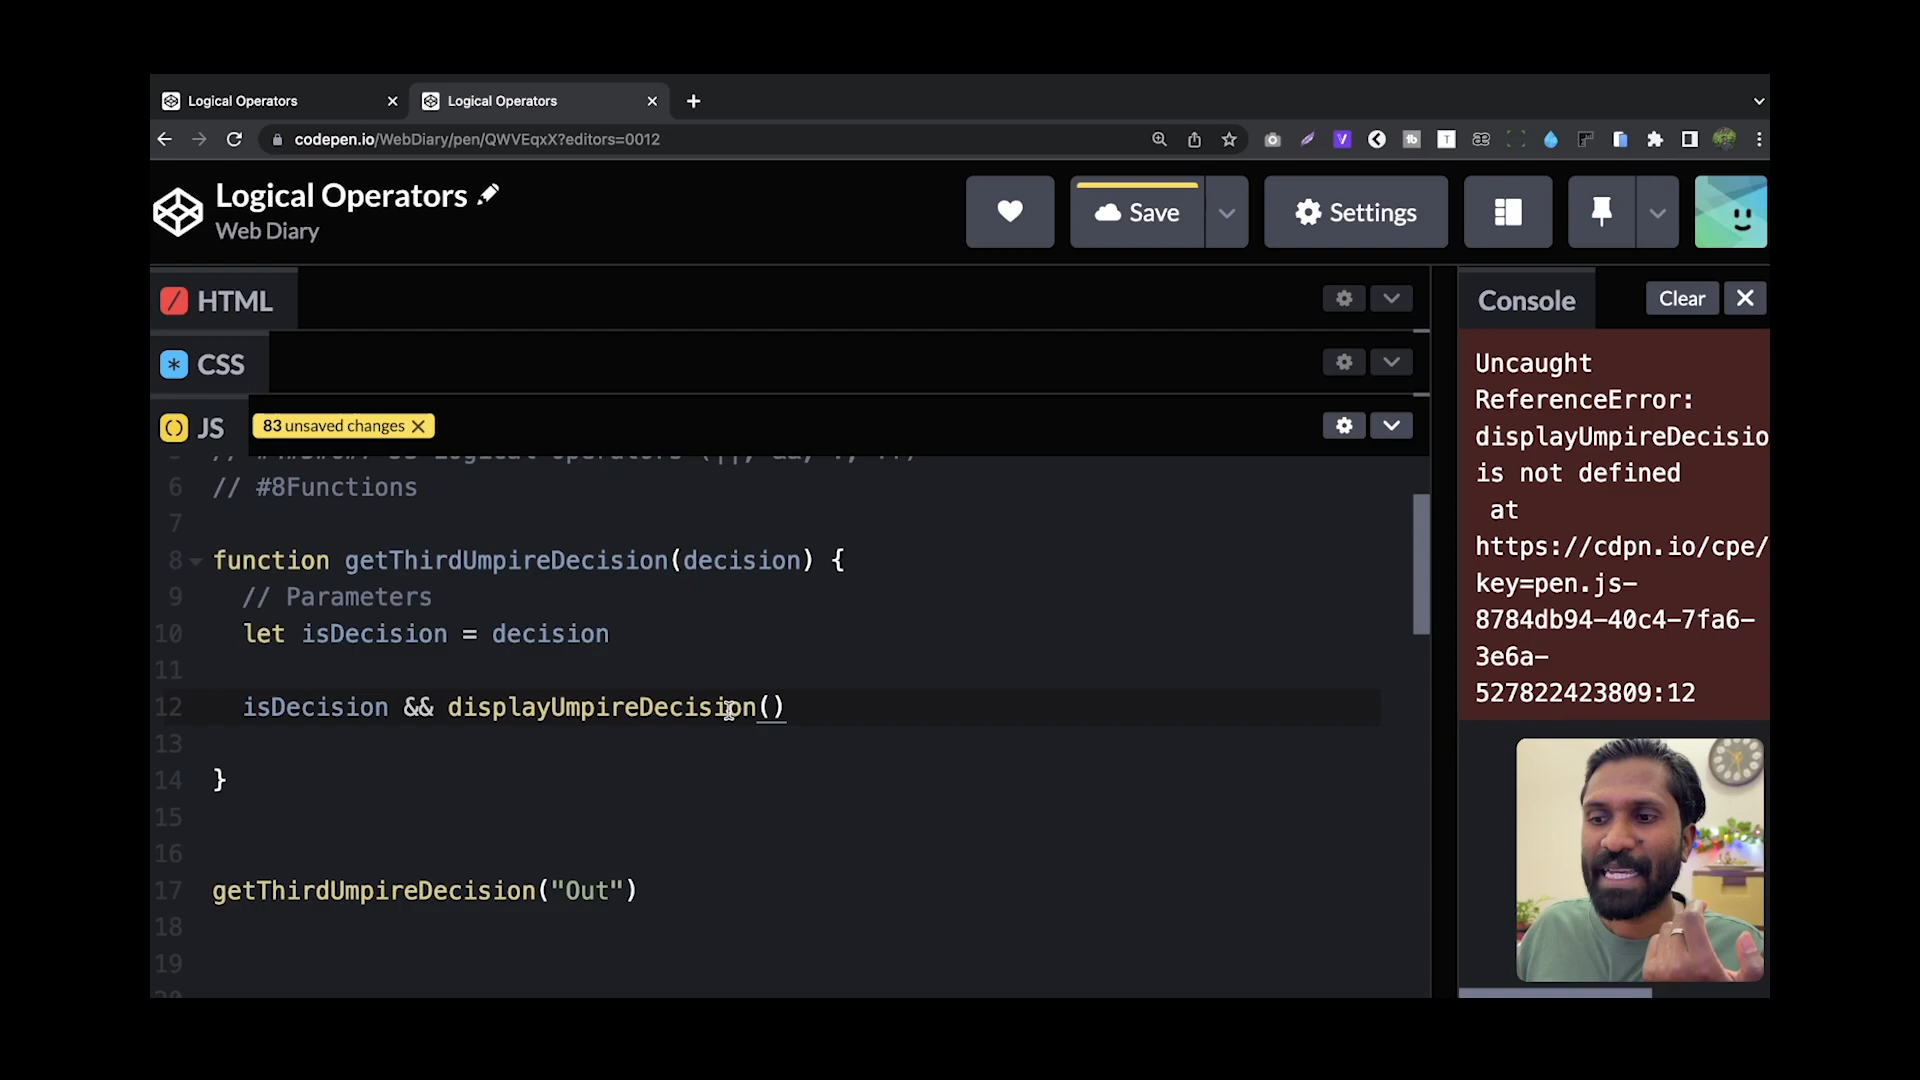 Logical Operators
Logical Operators
codepen.io/WebDiary/pen/QWVEqxX?editors=0012
Logical Operators
Web Diary
Save
Settings
HTML
CSS
JS
83 unsaved changes
6 // #8Functions
7
8 function getThirdUmpireDecision(decision) {
9 // Parameters
10 let isDecision = decision
11
12 isDecision && displayUmpireDecision()
13
14 }
15
16
17 getThirdUmpireDecision("Out")
18
19
Console
Clear
Uncaught
ReferenceError:
displayUmpireDecisio
is not defined
at
https://cdpn.io/cpe/
key=pen.js-
8784db94-40c4-7fa6-
3e6a-
527822423809:12